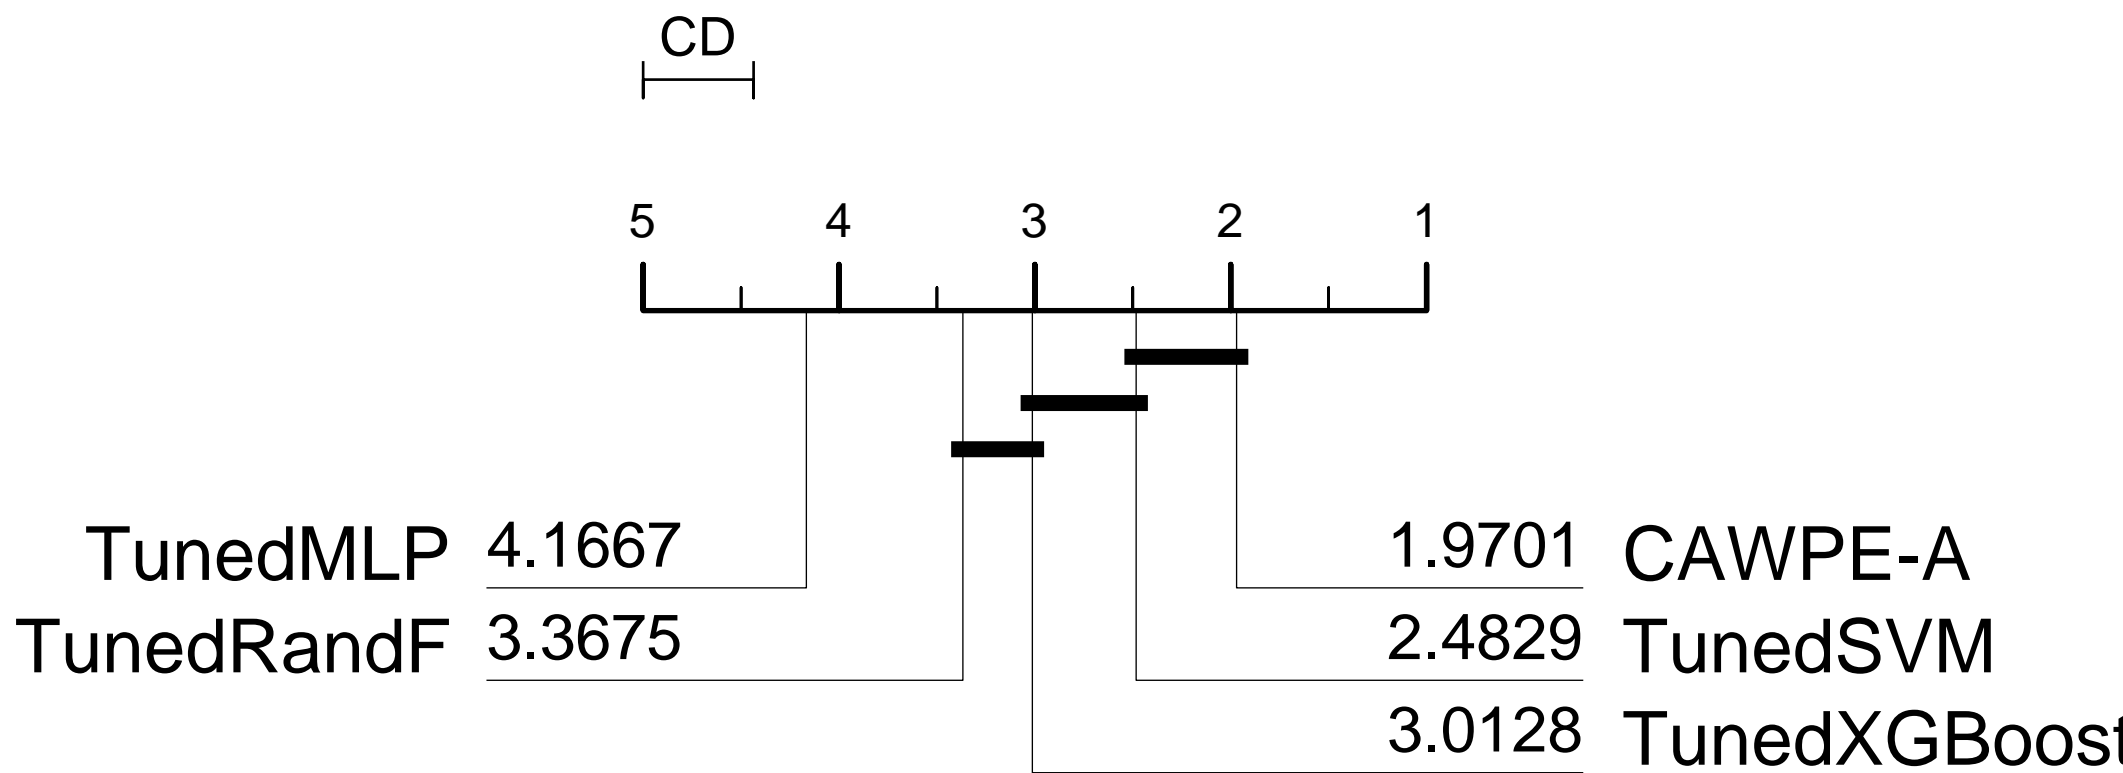 CD
5 4 3 2 1
TunedMLP 4.1667 1.9701 CAWPE-A
TunedRandF 3.3675 2.4829 TunedSVM
3.0128 TunedXGBoost